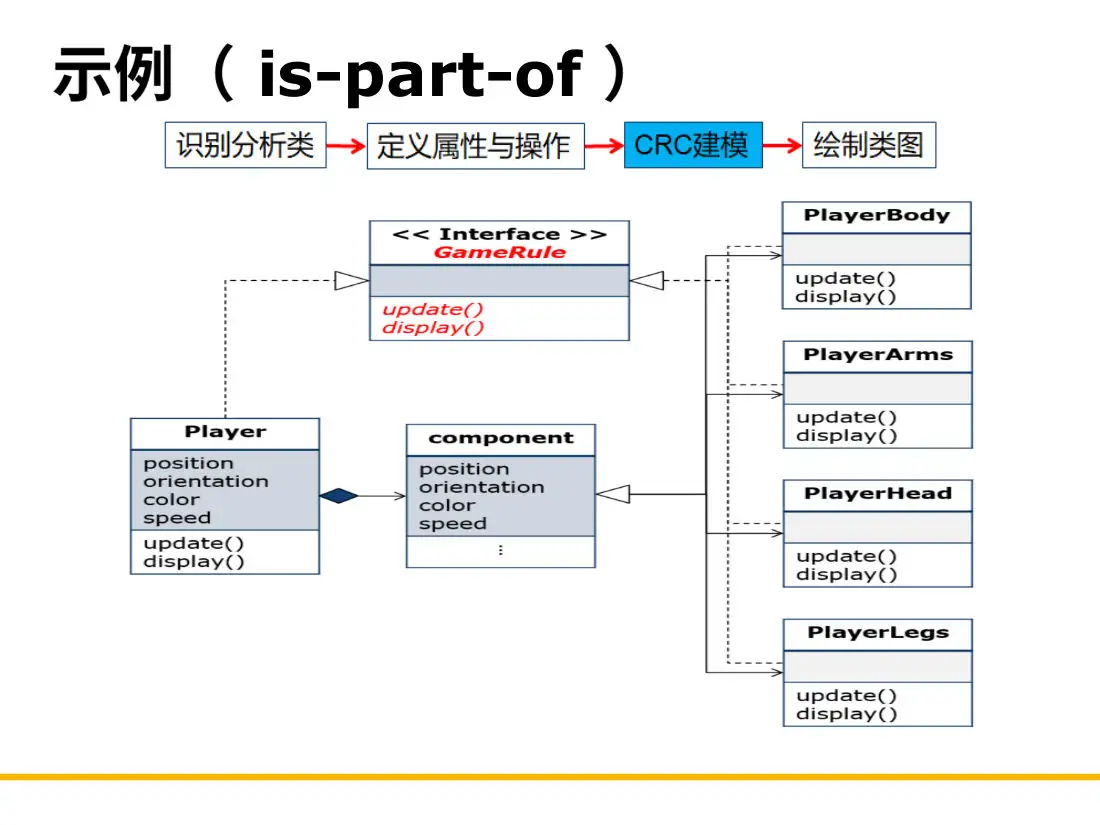 示例（ is-part-of ）
识别分析类
定义属性与操作
CRC建模
绘制类图
<< Interface >>
GameRule
update()
display()
Player
position
orientation
color
speed
update()
display()
component
position
orientation
color
speed
⋮
PlayerBody
update()
display()
PlayerArms
update()
display()
PlayerHead
update()
display()
PlayerLegs
update()
display()